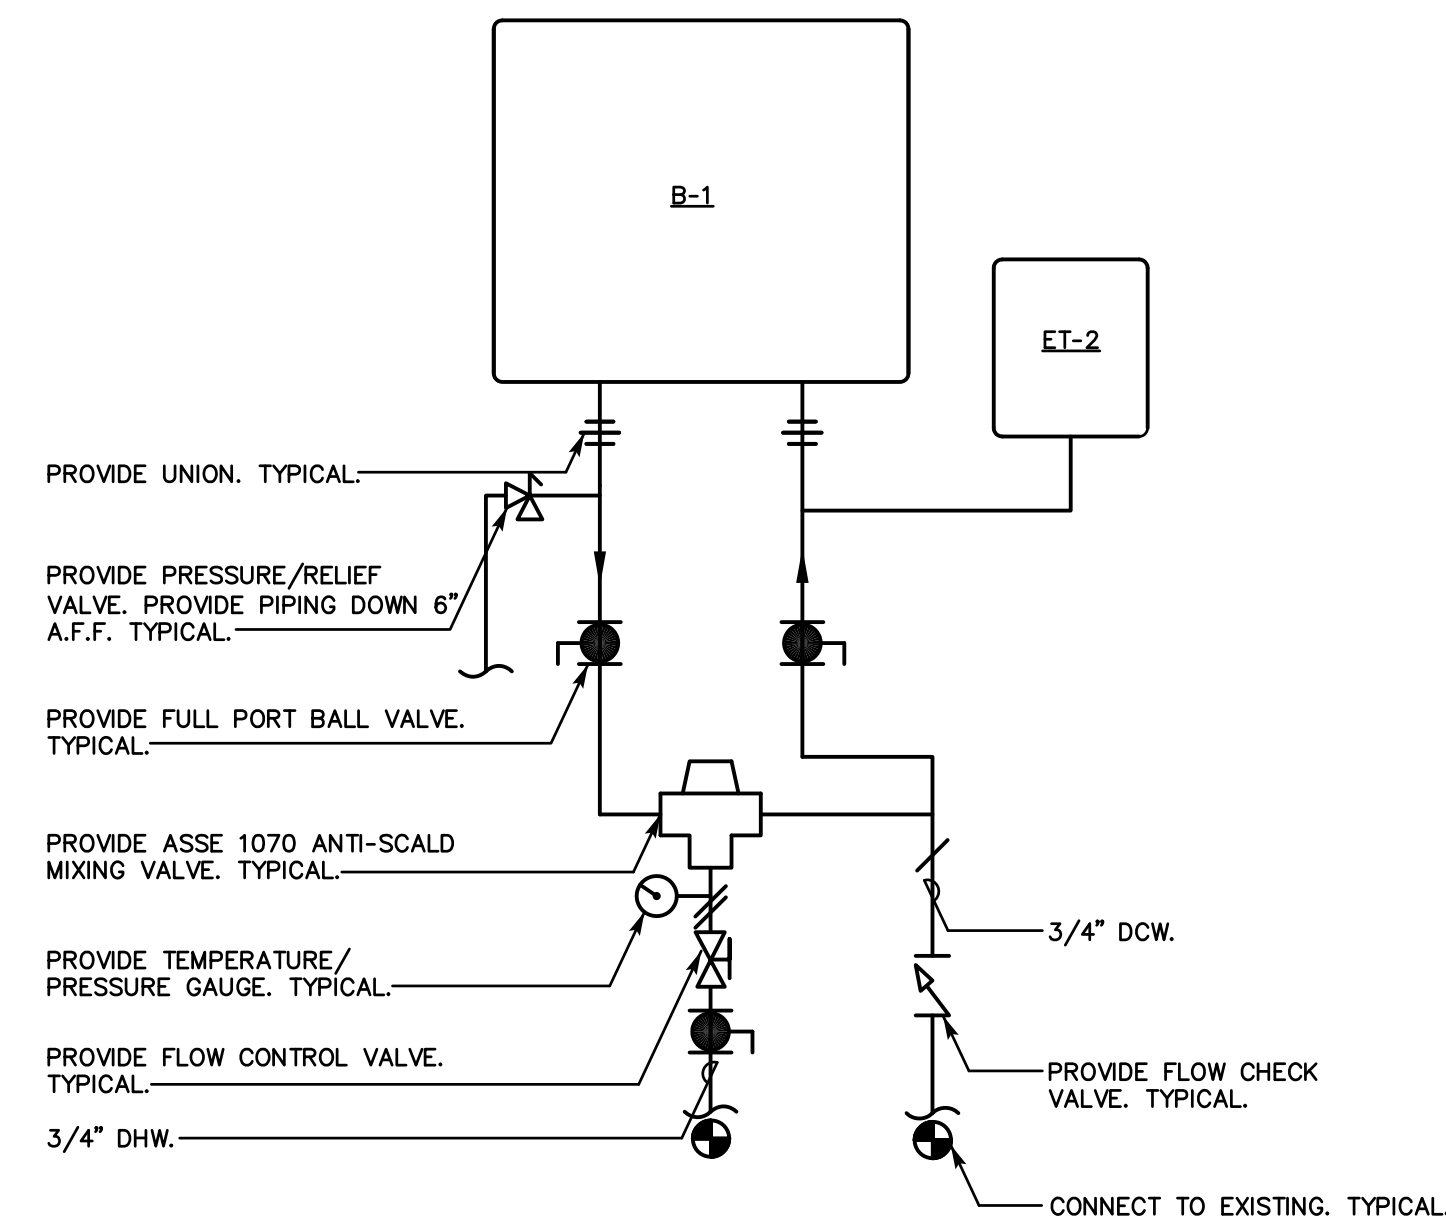 B-1
ET-2
PROVIDE UNION. TYPICAL.
PROVIDE PRESSURE/RELIEF
VALVE. PROVIDE PIPING DOWN 6”
A.F.F. TYPICAL.
PROVIDE FULL PORT BALL VALVE.
TYPICAL.
PROVIDE ASSE 1070 ANTI-SCALD
MIXING VALVE. TYPICAL.
3/4” DCW.
PROVIDE TEMPERATURE/
PRESSURE GAUGE. TYPICAL.
PROVIDE FLOW CONTROL VALVE.
TYPICAL.
PROVIDE FLOW CHECK
VALVE. TYPICAL.
3/4” DHW.
CONNECT TO EXISTING. TYPICAL.